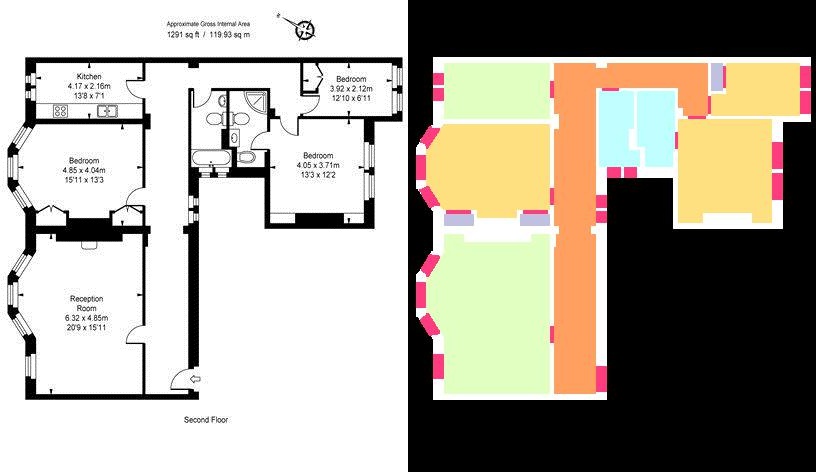 Approximate Gross Internal Area
1291 sq ft / 119.93 sq m
Kitchen
4.17 x 2.16m
13'8 x 7'1
Bedroom
3.92 x 2.12m
12'10 x 6'11
Bedroom
4.85 x 4.04m
15'11 x 13'3
Bedroom
4.05 x 3.71m
13'3 x 12'2
Reception
Room
6.32 x 4.85m
20'9 x 15'11
Second Floor